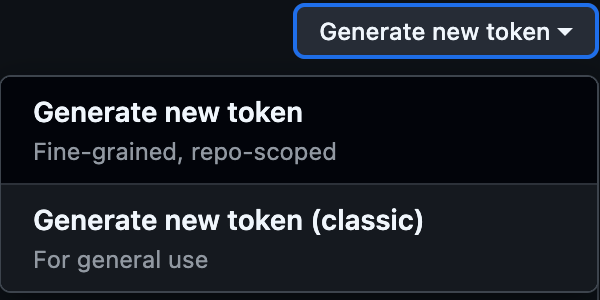 Generate new token
Generate new token
Fine-grained, repo-scoped
Generate new token (classic)
For general use